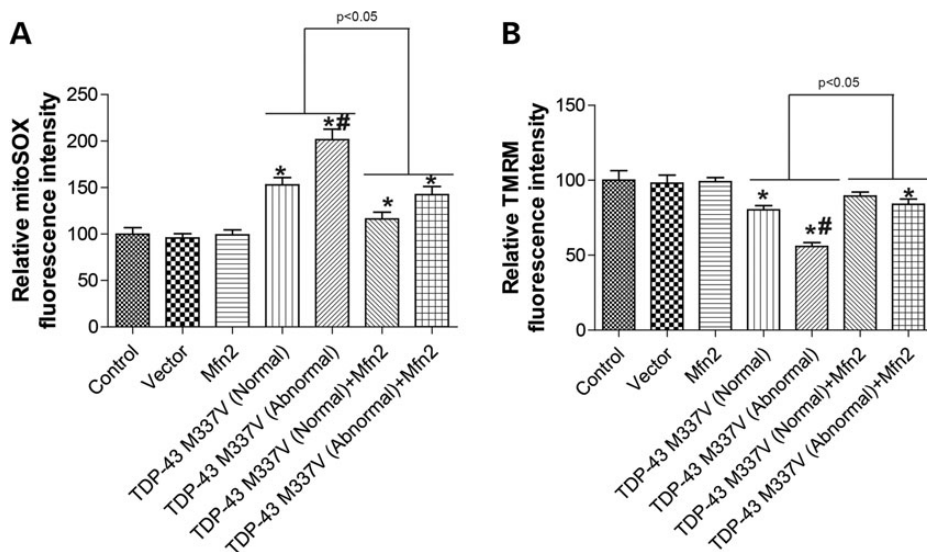 A
p<0.05
Relative mitoSOX
fluorescence intensity
250
200
150
100
50
0
*
*#
*
*
Control
Vector
Mfn2
TDP-43 M337V (Normal)
TDP-43 M337V (Abnormal)
TDP-43 M337V (Normal)+Mfn2
TDP-43 M337V (Abnormal)+Mfn2
B
p<0.05
Relative TMRM
fluorescence intensity
150
100
50
0
*
*#
*
Control
Vector
Mfn2
TDP-43 M337V (Normal)
TDP-43 M337V (Abnormal)
TDP-43 M337V (Normal)+Mfn2
TDP-43 M337V (Abnormal)+Mfn2